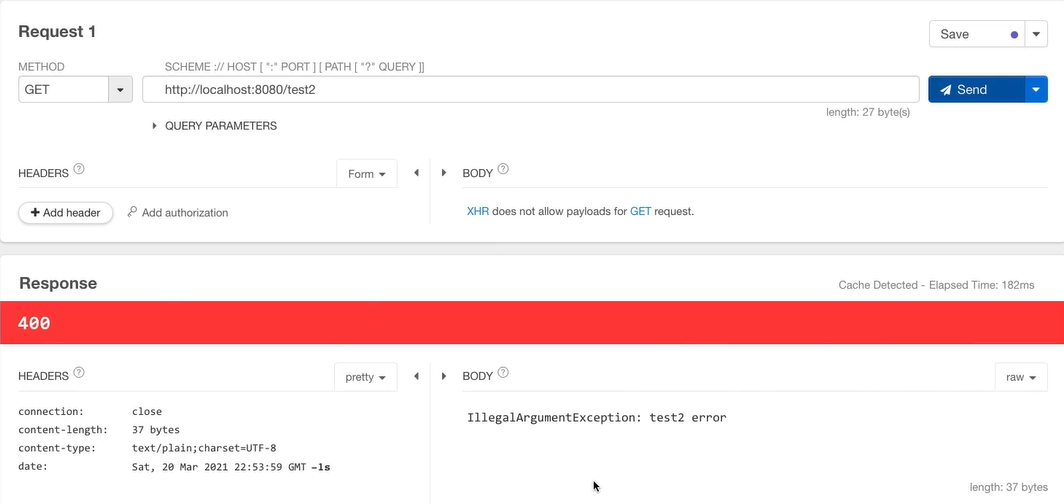 Request 1
Save
METHOD
SCHEME :// HOST [ ":" PORT ] [ PATH [ "?" QUERY ]]
GET
http://localhost:8080/test2
Send
length: 27 byte(s)
QUERY PARAMETERS
HEADERS ?
Form
BODY ?
Add header
Add authorization
XHR does not allow payloads for GET request.
Response
Cache Detected - Elapsed Time: 182ms
400
HEADERS ?
pretty
BODY ?
raw
connection: close
content-length: 37 bytes
content-type: text/plain;charset=UTF-8
date: Sat, 20 Mar 2021 22:53:59 GMT -1s
IllegalArgumentException: test2 error
length: 37 bytes